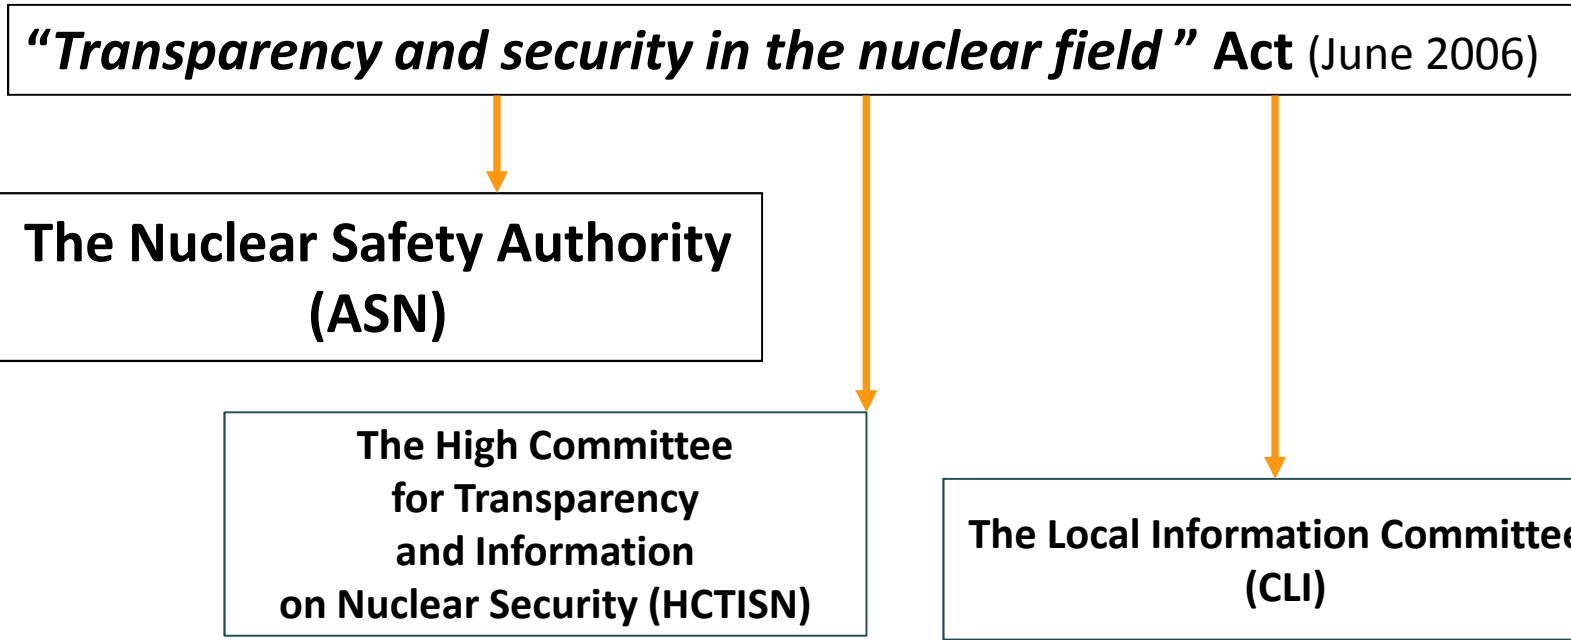 “Transparency and security in the nuclear field ” Act (June 2006)
The Nuclear Safety Authority
(ASN)
The High Committee
for Transparency
and Information
on Nuclear Security (HCTISN)
The Local Information Committee
(CLI)